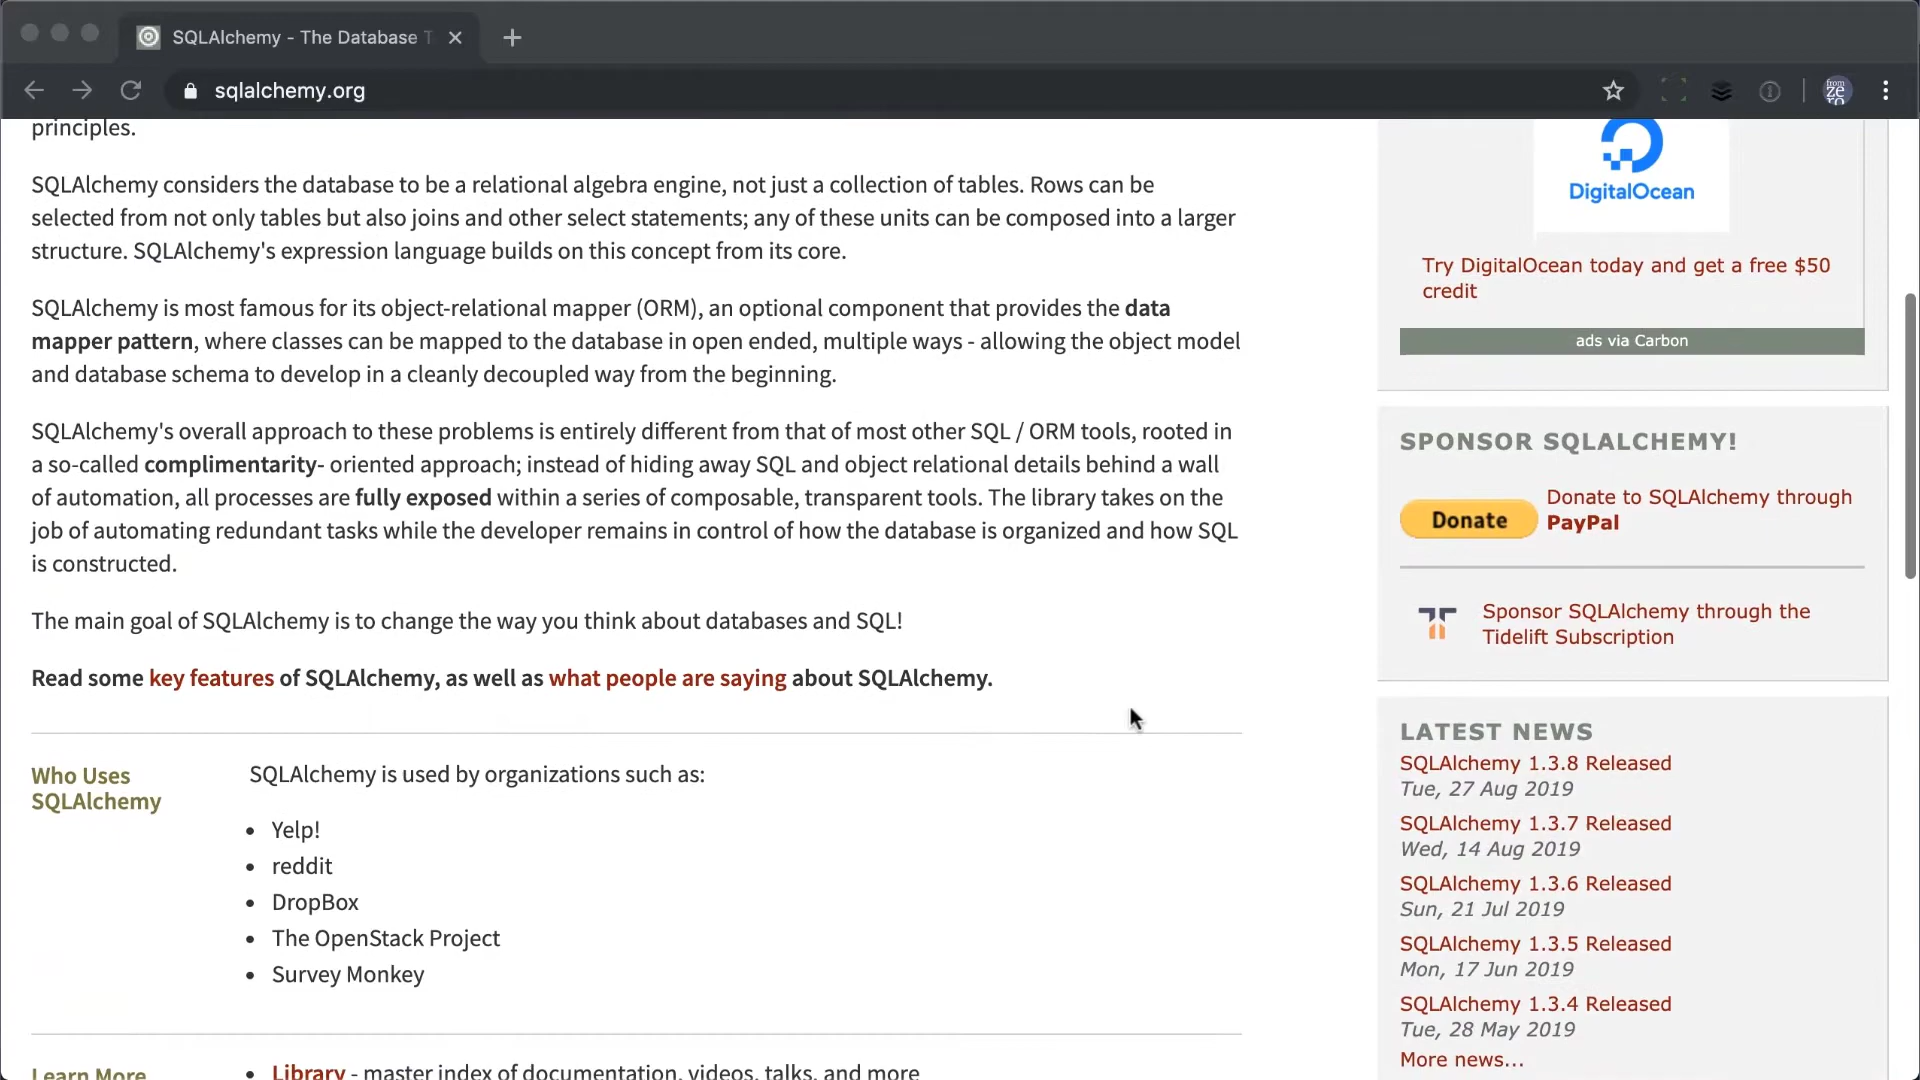 SQLAlchemy - The Database T
sqlalchemy.org
from
ze
ro
principles.
SQLAlchemy considers the database to be a relational algebra engine, not just a collection of tables. Rows can be
selected from not only tables but also joins and other select statements; any of these units can be composed into a larger
structure. SQLAlchemy's expression language builds on this concept from its core.
SQLAlchemy is most famous for its object-relational mapper (ORM), an optional component that provides the data
mapper pattern, where classes can be mapped to the database in open ended, multiple ways - allowing the object model
and database schema to develop in a cleanly decoupled way from the beginning.
SQLAlchemy's overall approach to these problems is entirely different from that of most other SQL / ORM tools, rooted in
a so-called complimentarity- oriented approach; instead of hiding away SQL and object relational details behind a wall
of automation, all processes are fully exposed within a series of composable, transparent tools. The library takes on the
job of automating redundant tasks while the developer remains in control of how the database is organized and how SQL
is constructed.
The main goal of SQLAlchemy is to change the way you think about databases and SQL!
Read some key features of SQLAlchemy, as well as what people are saying about SQLAlchemy.
Who Uses
SQLAlchemy
SQLAlchemy is used by organizations such as:
• Yelp!
• reddit
• DropBox
• The OpenStack Project
• Survey Monkey
Learn More
• Library - master index of documentation, videos, talks, and more
DigitalOcean
Try DigitalOcean today and get a free $50
credit
ads via Carbon
SPONSOR SQLALCHEMY!
Donate
Donate to SQLAlchemy through
PayPal
Sponsor SQLAlchemy through the
Tidelift Subscription
LATEST NEWS
SQLAlchemy 1.3.8 Released
Tue, 27 Aug 2019
SQLAlchemy 1.3.7 Released
Wed, 14 Aug 2019
SQLAlchemy 1.3.6 Released
Sun, 21 Jul 2019
SQLAlchemy 1.3.5 Released
Mon, 17 Jun 2019
SQLAlchemy 1.3.4 Released
Tue, 28 May 2019
More news...